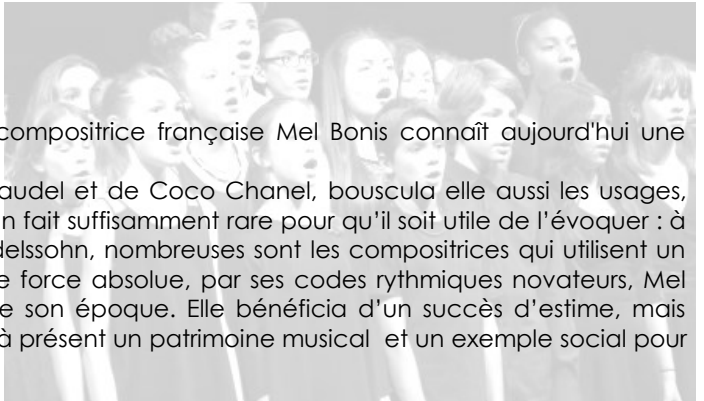 compositrice française Mel Bonis connaît aujourd'hui une
audel et de Coco Chanel, bouscula elle aussi les usages,
n fait suffisamment rare pour qu’il soit utile de l’évoquer : à
delssohn, nombreuses sont les compositrices qui utilisent un
e force absolue, par ses codes rythmiques novateurs, Mel
e son époque. Elle bénéficia d’un succès d’estime, mais
à présent un patrimoine musical et un exemple social pour